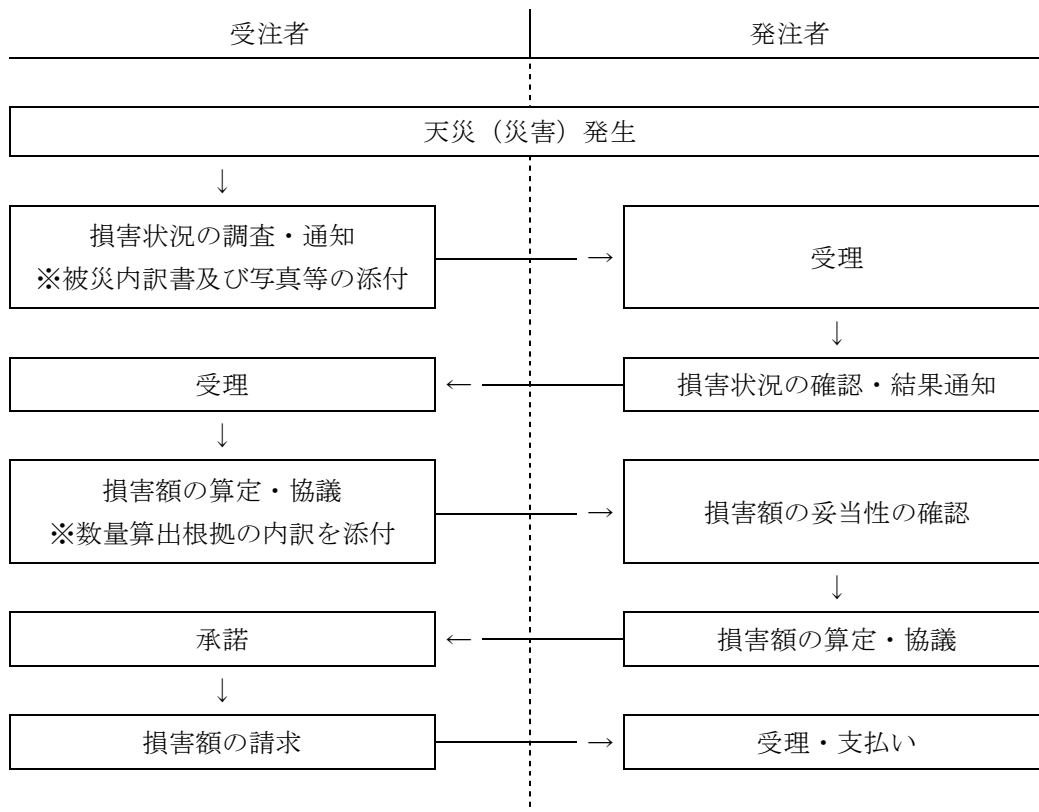 受注者
発注者
天災（災害）発生
↓
損害状況の調査・通知
※被災内訳書及び写真等の添付
→
受理
↓
受理
←
損害状況の確認・結果通知
↓
損害額の算定・協議
※数量算出根拠の内訳を添付
→
損害額の妥当性の確認
↓
承諾
←
損害額の算定・協議
↓
損害額の請求
→
受理・支払い